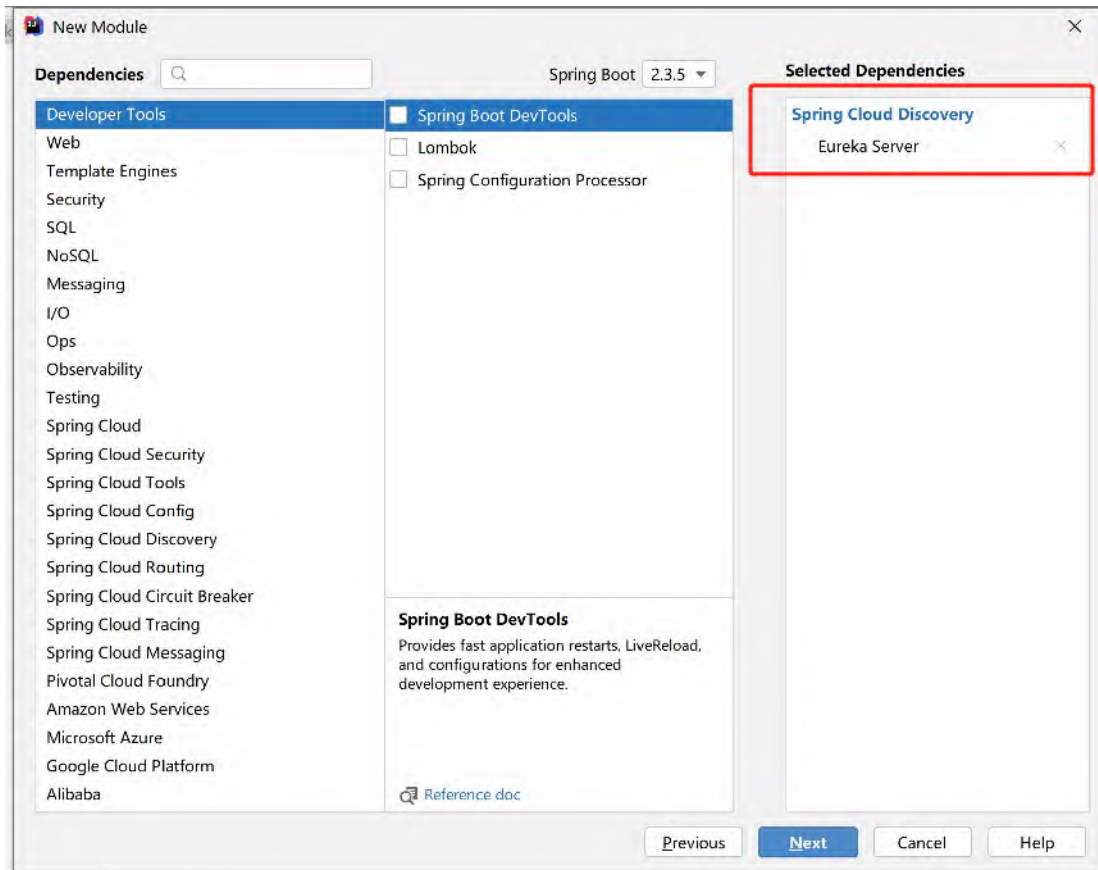 New Module
Dependencies
Spring Boot 2.3.5
Selected Dependencies
Developer Tools
Web
Template Engines
Security
SQL
NoSQL
Messaging
I/O
Ops
Observability
Testing
Spring Cloud
Spring Cloud Security
Spring Cloud Tools
Spring Cloud Config
Spring Cloud Discovery
Spring Cloud Routing
Spring Cloud Circuit Breaker
Spring Cloud Tracing
Spring Cloud Messaging
Pivotal Cloud Foundry
Amazon Web Services
Microsoft Azure
Google Cloud Platform
Alibaba
Spring Boot DevTools
Lombok
Spring Configuration Processor
Spring Boot DevTools
Provides fast application restarts, LiveReload,
and configurations for enhanced
development experience.
Reference doc
Spring Cloud Discovery
Eureka Server
Previous
Next
Cancel
Help